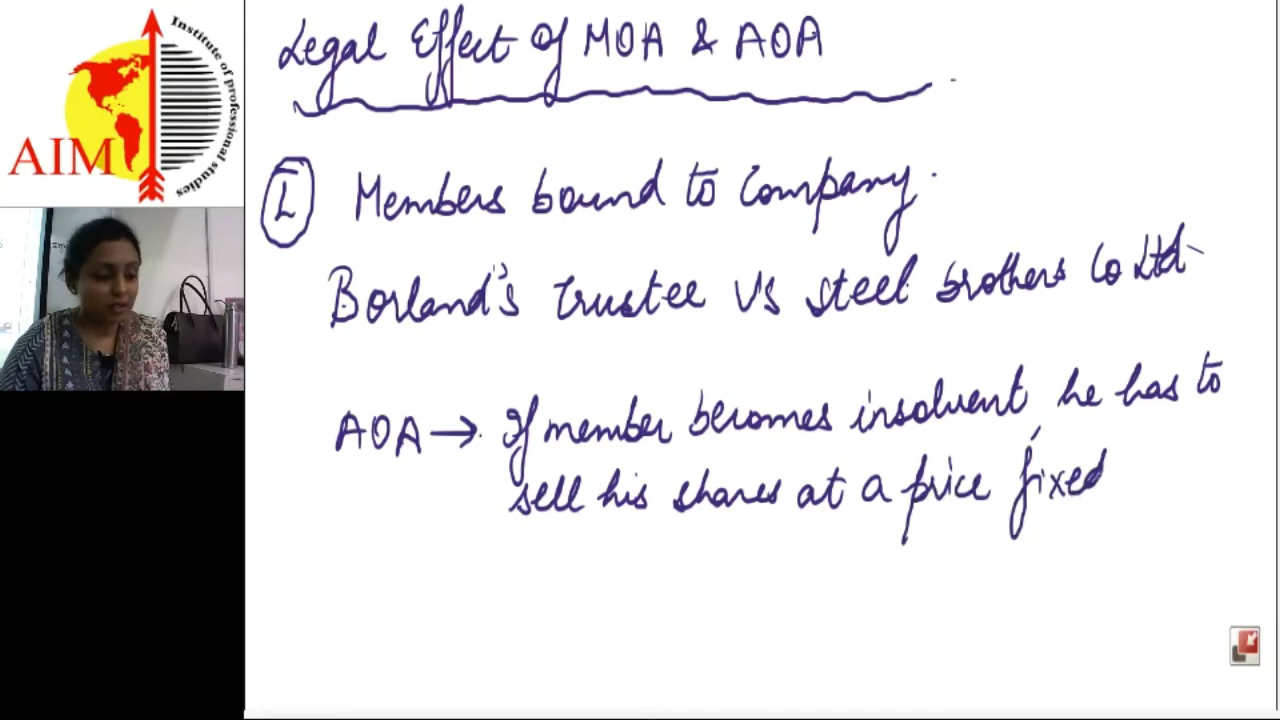 AIM
Institute of professional studies
Legal Effect Of MOA & AOA
I Members bound to Company.
Borland's trustee Vs steel brothers Co Ltd.
AOA → If member becomes insolvent, he has to
sell his shares at a price fixed